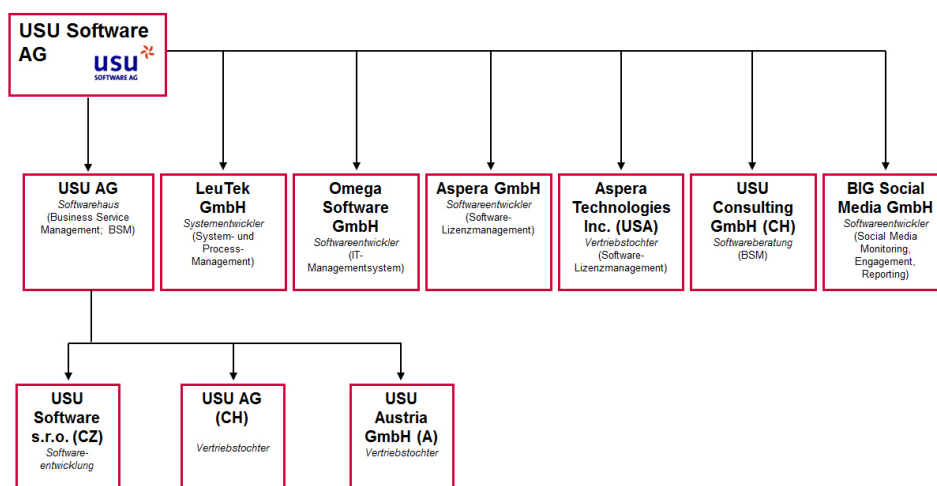 USU Software
AG
usu
SOFTWARE AG
USU AG
Softwarehaus
(Business Service
Management; BSM)
LeuTek
GmbH
Systementwickler
(System- und
Process-
Management)
Omega
Software
GmbH
Softwareentwickler
(IT-
Managementsystem)
Aspera GmbH
Softwareentwickler
(Software-
Lizenzmanagement)
Aspera
Technologies
Inc. (USA)
Vertriebstochter
(Software-
Lizenzmanagement)
USU
Consulting
GmbH (CH)
Softwareberatung
(BSM)
BIG Social
Media GmbH
Softwareentwickler
(Social Media
Monitoring,
Engagement,
Reporting)
USU
Software
s.r.o. (CZ)
Software-
entwicklung
USU AG
(CH)
Vertriebstochter
USU
Austria
GmbH (A)
Vertriebstochter